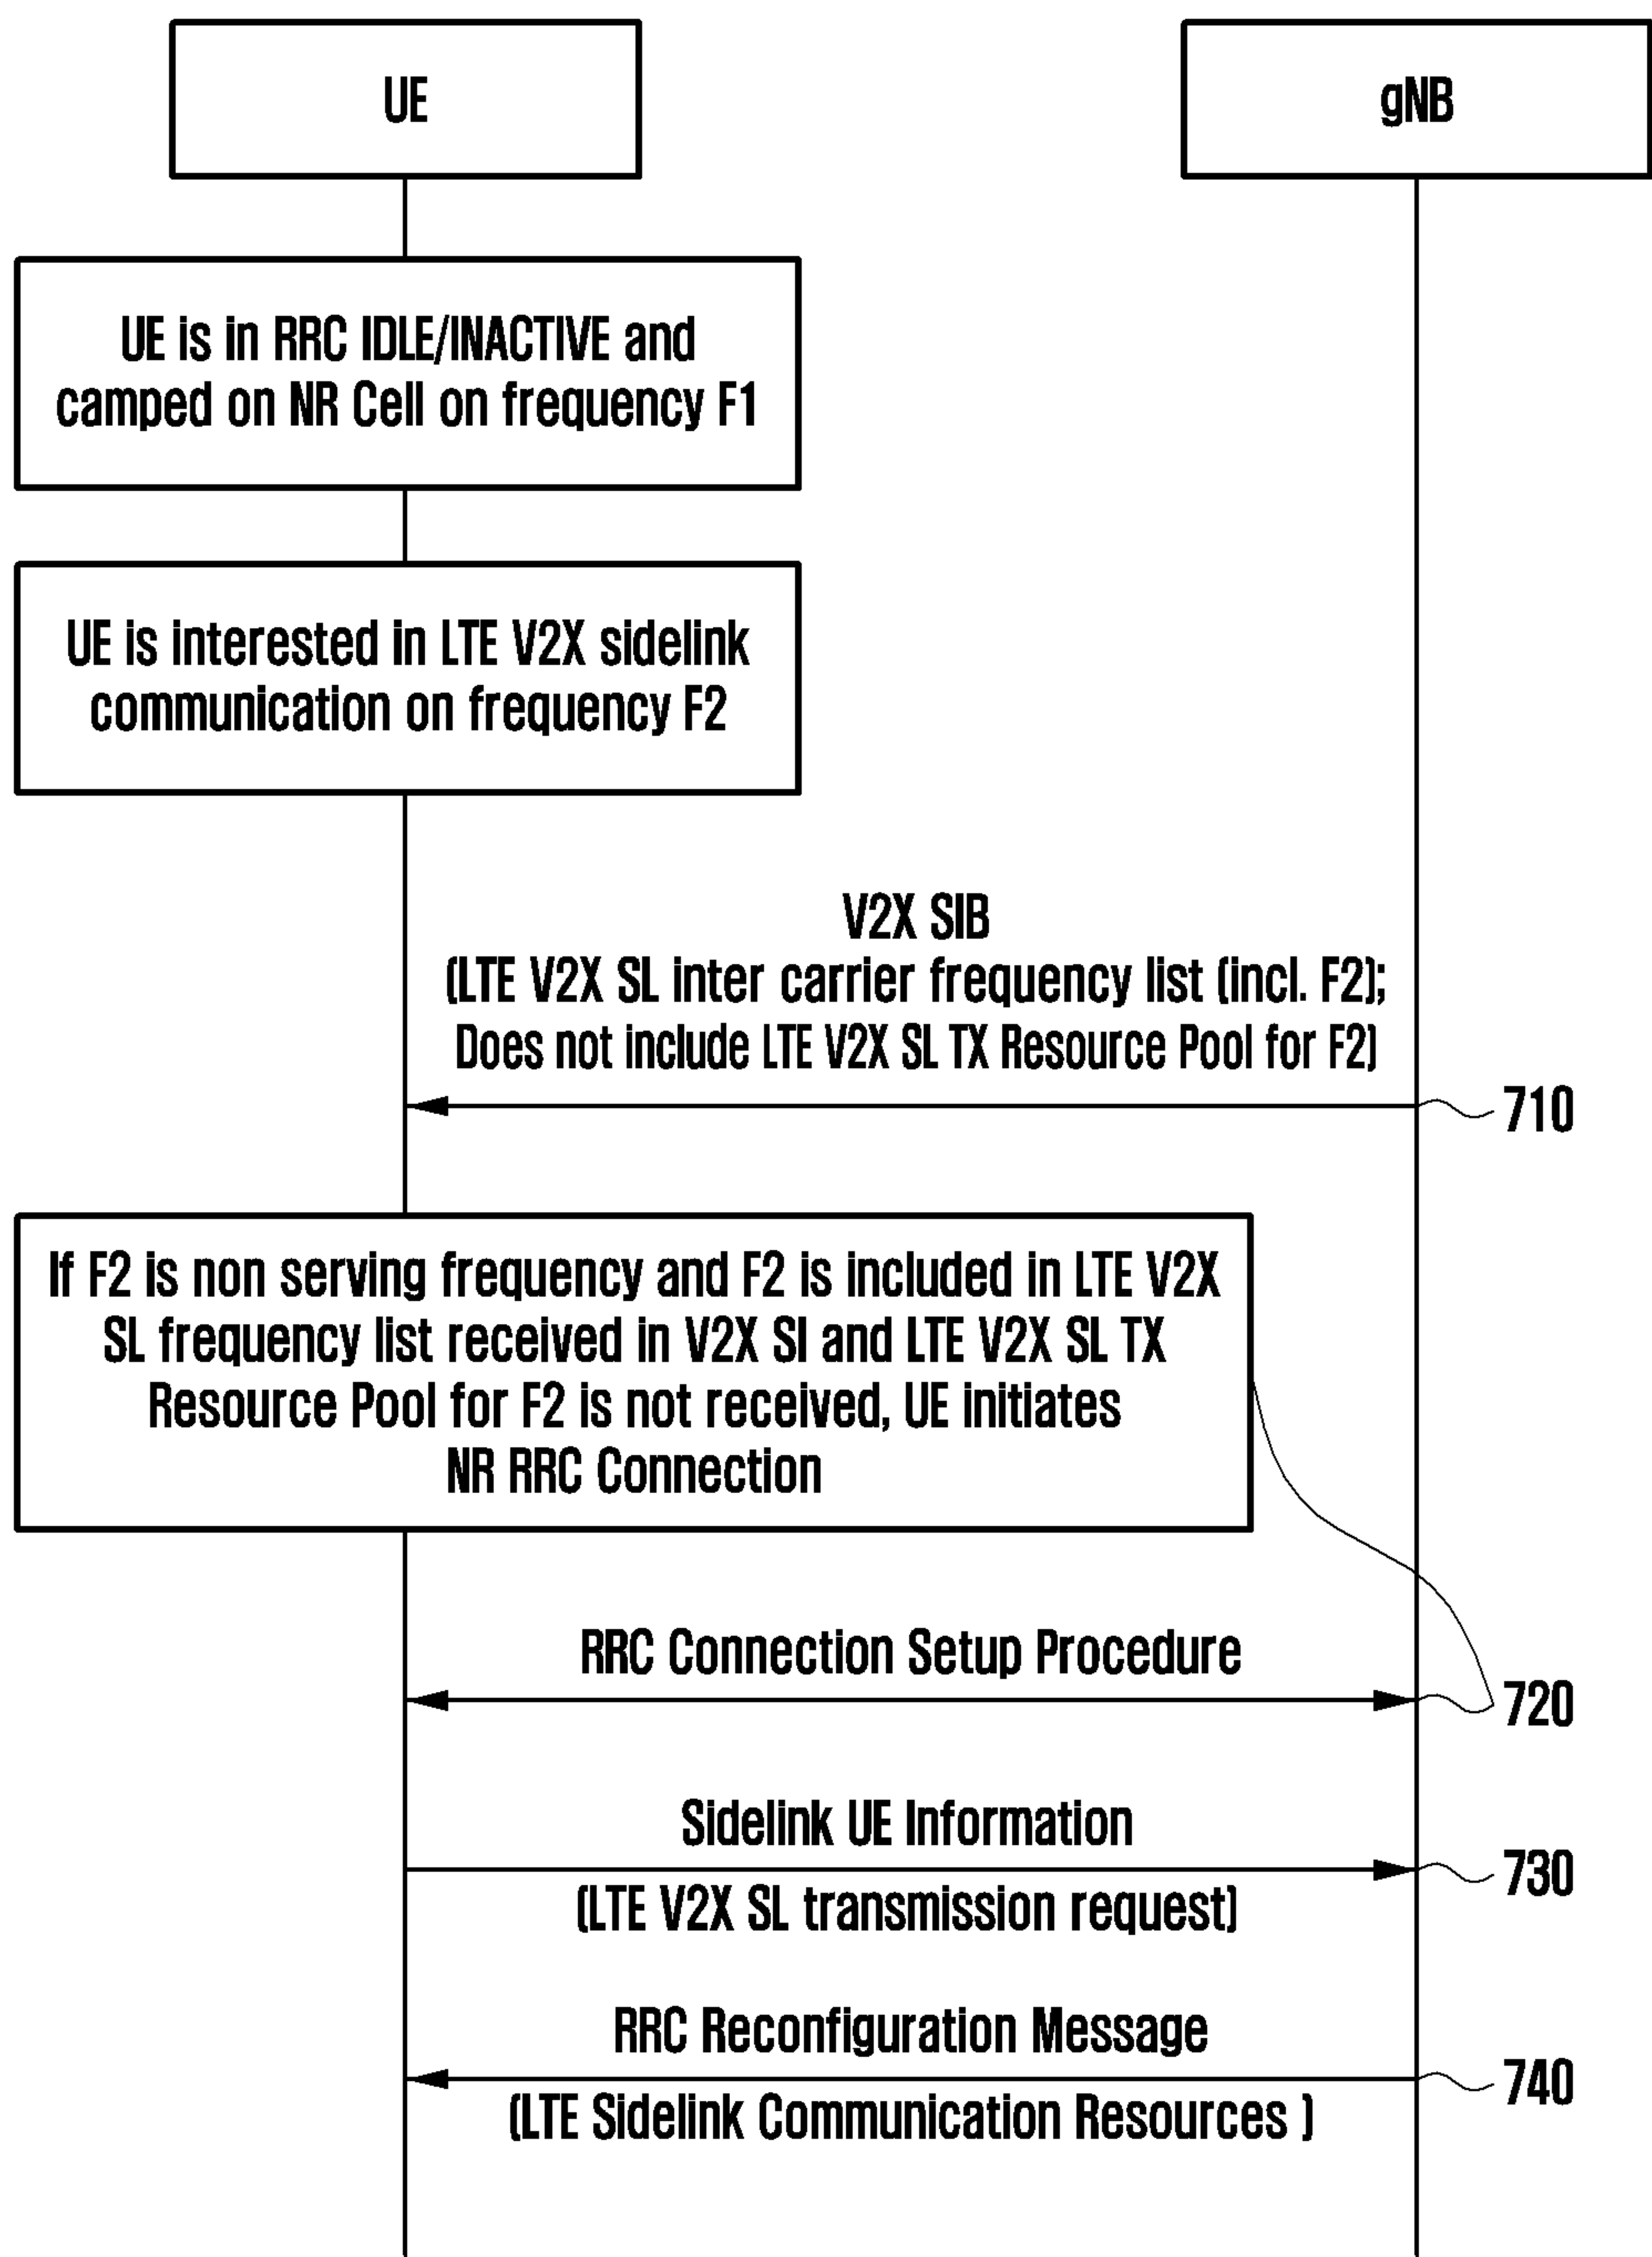 UE
gNB
UE is in RRC IDLE/INACTIVE and
camped on NR Cell on frequency F1
UE is interested in LTE V2X sidelink
communication on frequency F2
V2X SIB
(LTE V2X SL inter carrier frequency list (incl. F2);
Does not include LTE V2X SL TX Resource Pool for F2)
710
If F2 is non serving frequency and F2 is included in LTE V2X
SL frequency list received in V2X SI and LTE V2X SL TX
Resource Pool for F2 is not received, UE initiates
NR RRC Connection
RRC Connection Setup Procedure
720
Sidelink UE Information
730
(LTE V2X SL transmission request)
RRC Reconfiguration Message
740
(LTE Sidelink Communication Resources )